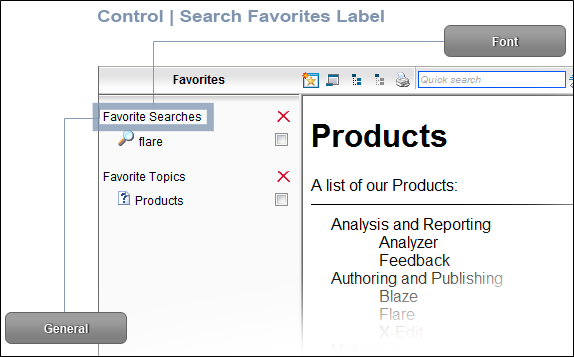 Control | Search Favorites Label
Font
Favorites
Quick search
Favorite Searches
flare
Favorite Topics
Products
Products
A list of our Products:
Analysis and Reporting
Analyzer
Feedback
Authoring and Publishing
Blaze
Flare
X-Edit
General